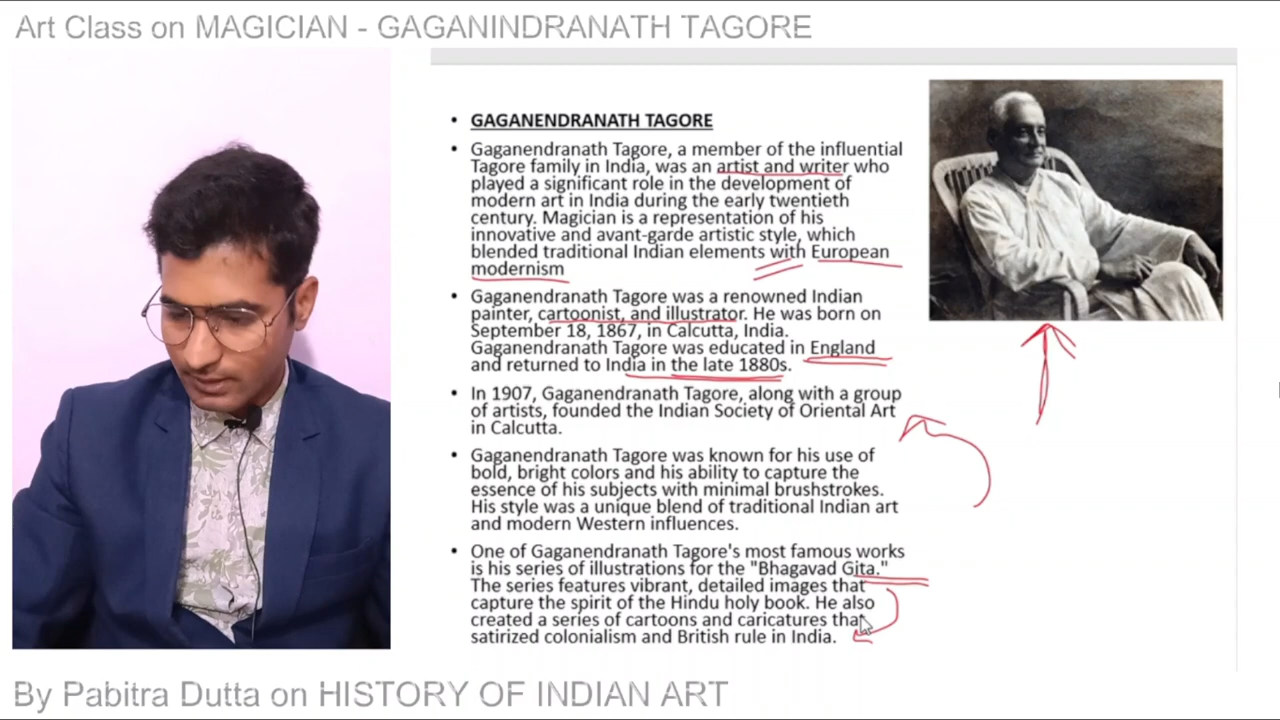 Art Class on MAGICIAN - GAGANINDRANATH TAGORE
• GAGANENDRANATH TAGORE
• Gaganendranath Tagore, a member of the influential
Tagore family in India, was an artist and writer who
played a significant role in the development of
modern art in India during the early twentieth
century. Magician is a representation of his
innovative and avant-garde artistic style, which
blended traditional Indian elements with European
modernism
• Gaganendranath Tagore was a renowned Indian
painter, cartoonist, and illustrator. He was born on
September 18, 1867, in Calcutta, India.
Gaganendranath Tagore was educated in England
and returned to India in the late 1880s.
• In 1907, Gaganendranath Tagore, along with a group
of artists, founded the Indian Society of Oriental Art
in Calcutta.
• Gaganendranath Tagore was known for his use of
bold, bright colors and his ability to capture the
essence of his subjects with minimal brushstrokes.
His style was a unique blend of traditional Indian art
and modern Western influences.
• One of Gaganendranath Tagore's most famous works
is his series of illustrations for the "Bhagavad Gita."
The series features vibrant, detailed images that
capture the spirit of the Hindu holy book. He also
created a series of cartoons and caricatures that
satirized colonialism and British rule in India.
By Pabitra Dutta on HISTORY OF INDIAN ART